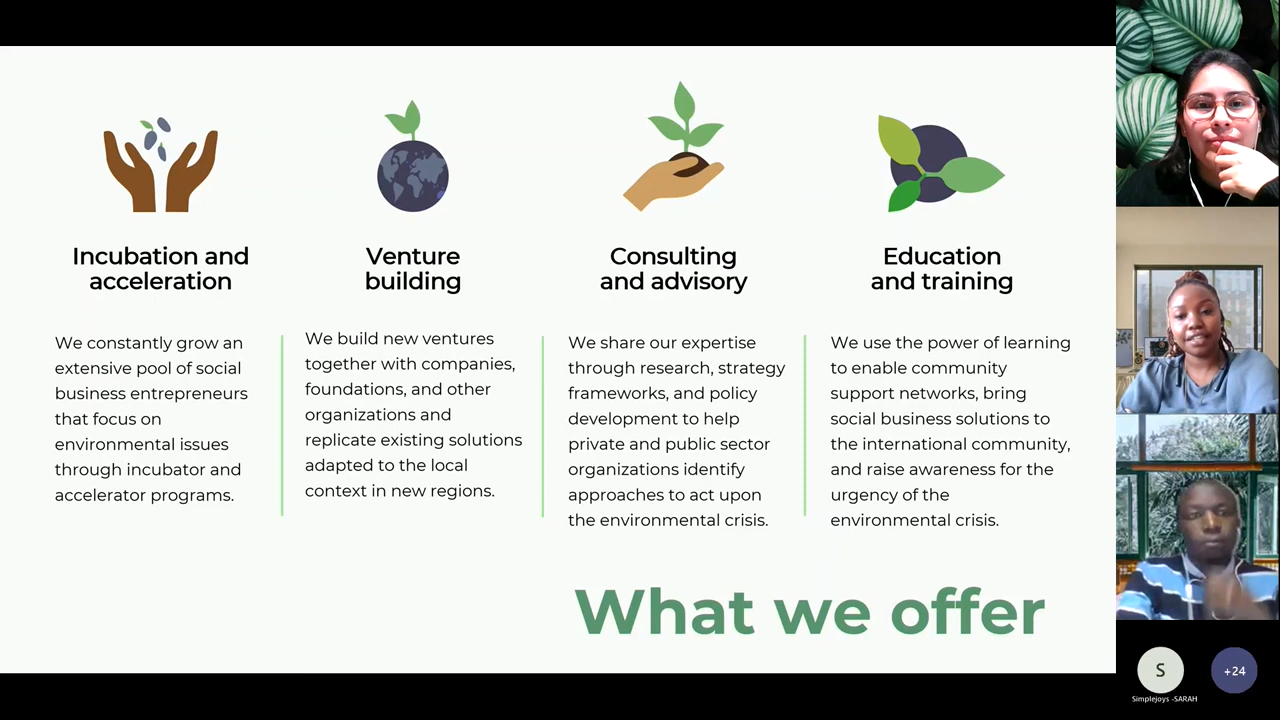 Incubation and
acceleration
We constantly grow an
extensive pool of social
business entrepreneurs
that focus on
environmental issues
through incubator and
accelerator programs.
Venture
building
We build new ventures
together with companies,
foundations, and other
organizations and
replicate existing solutions
adapted to the local
context in new regions.
Consulting
and advisory
We share our expertise
through research, strategy
frameworks, and policy
development to help
private and public sector
organizations identify
approaches to act upon
the environmental crisis.
Education
and training
We use the power of learning
to enable community
support networks, bring
social business solutions to
the international community,
and raise awareness for the
urgency of the
environmental crisis.
What we offer
S
+24
Simplejoys -SARAH